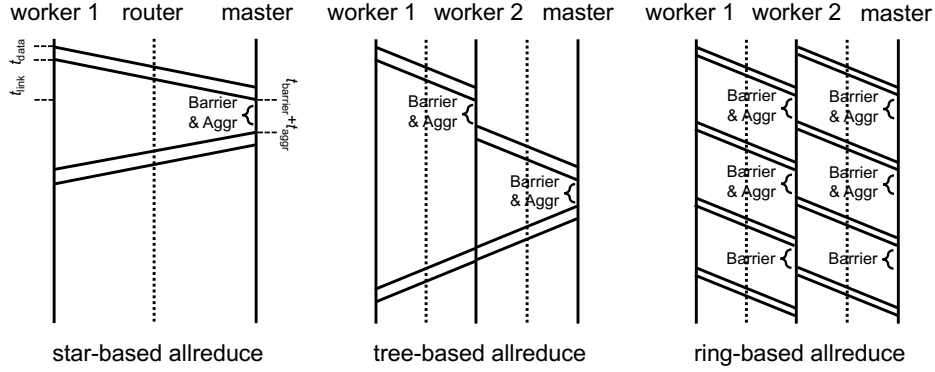 worker 1 router master
t_data
t_link
Barrier
& Aggr
t_barrier+t_aggr
star-based allreduce
worker 1 worker 2 master
Barrier
& Aggr
Barrier
& Aggr
tree-based allreduce
worker 1 worker 2 master
Barrier
& Aggr
Barrier
& Aggr
Barrier
& Aggr
Barrier
& Aggr
Barrier
Barrier
ring-based allreduce